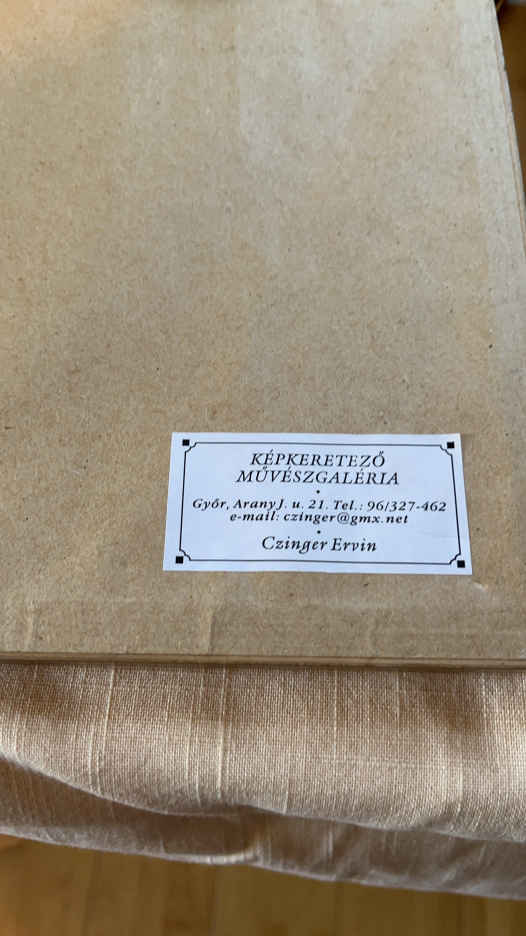 KÉPKERETEZŐ
MŰVÉSZGALÉRIA
•
Győr, Arany J. u. 21. Tel.: 96/327-462
e-mail: czinger@gmx.net
•
Czinger Ervin